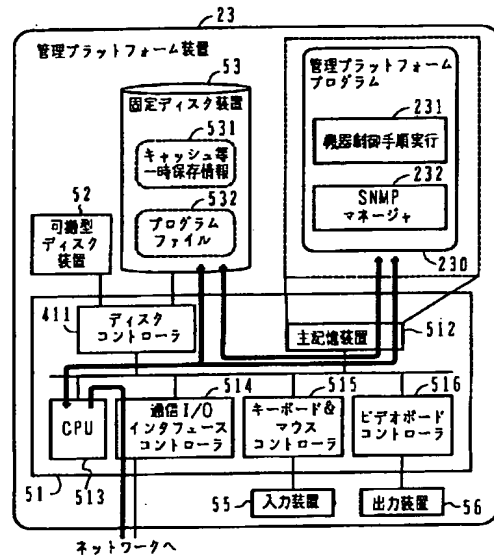 23
管理プラットフォーム装置
53
固定ディスク装置
531
キャッシュ等
一時保存情報
532
プログラム
ファイル
52
可搬型
ディスク
装置
管理プラットフォーム
プログラム
231
機器制御手順実行
232
SNMP
マネージャ
230
411
ディスク
コントローラ
主記憶装置
512
514
515
516
CPU
通信I/O
インタフェース
コントローラ
キーボード&
マウス
コントローラ
ビデオボード
コントローラ
51
513
55
入力装置
出力装置
56
ネットワークへ